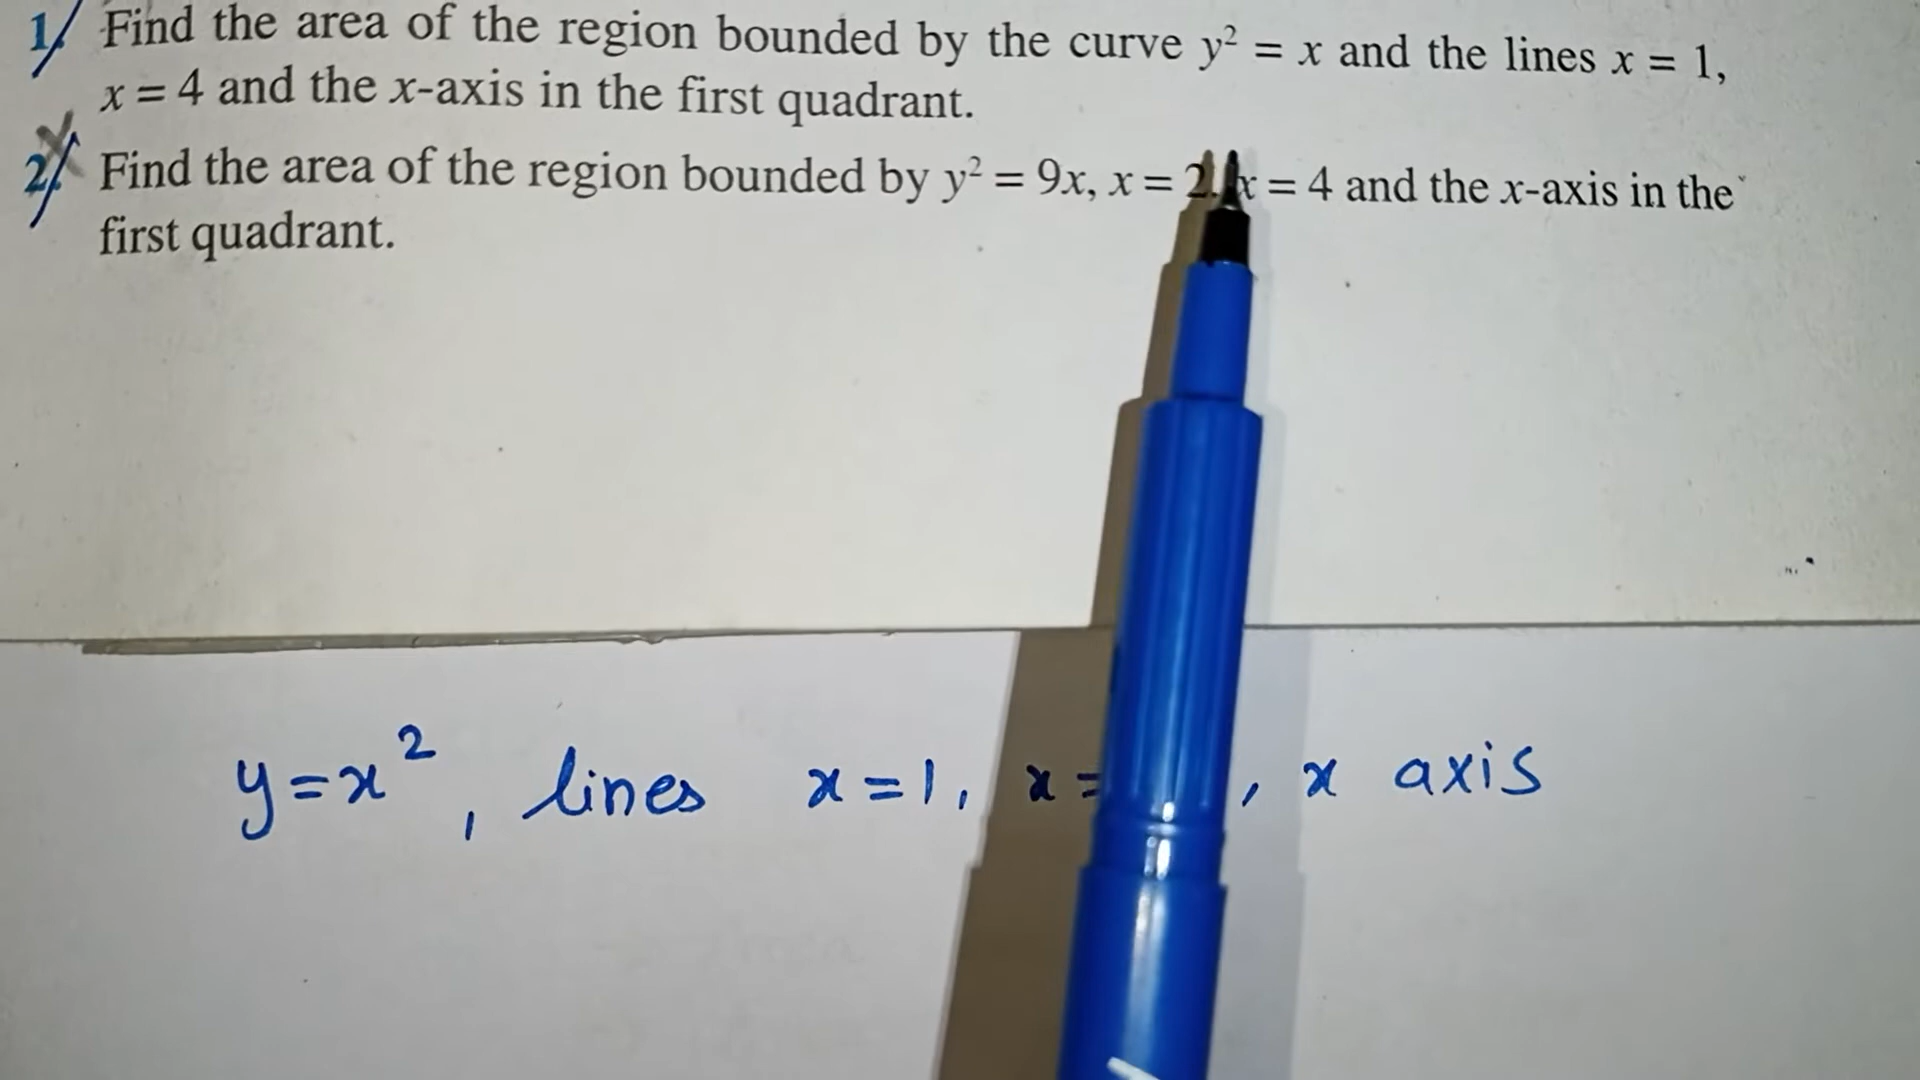 1/ Find the area of the region bounded by the curve y² = x and the lines x = 1,
x = 4 and the x-axis in the first quadrant.
2/ Find the area of the region bounded by y² = 9x, x = 2, x = 4 and the x-axis in the
first quadrant.
y = x², lines x = 1, x = , x axis